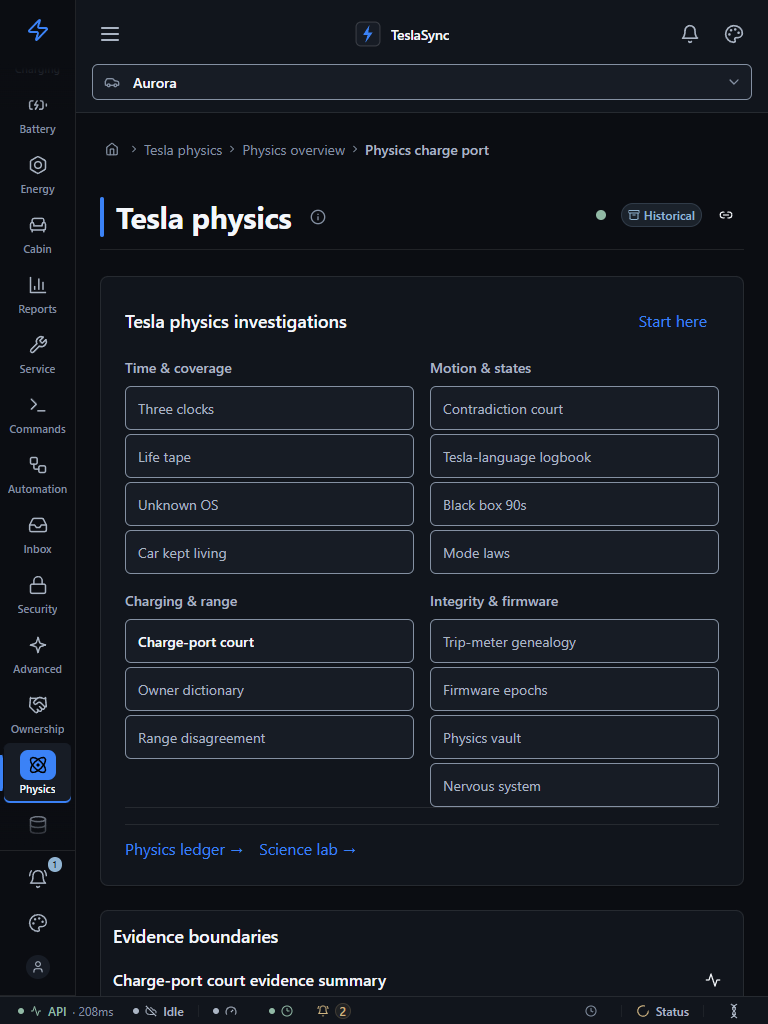 TeslaSync
Aurora
Charging
Battery
Energy
Cabin
Reports
Service
Commands
Automation
Inbox
Security
Advanced
Ownership
Physics
1
Tesla physics > Physics overview > Physics charge port
Tesla physics
Historical
Tesla physics investigations
Start here
Time & coverage
Three clocks
Life tape
Unknown OS
Car kept living
Motion & states
Contradiction court
Tesla-language logbook
Black box 90s
Mode laws
Charging & range
Charge-port court
Owner dictionary
Range disagreement
Integrity & firmware
Trip-meter genealogy
Firmware epochs
Physics vault
Nervous system
Physics ledger →
Science lab →
Evidence boundaries
Charge-port court evidence summary
API · 208ms
Idle
2
Status